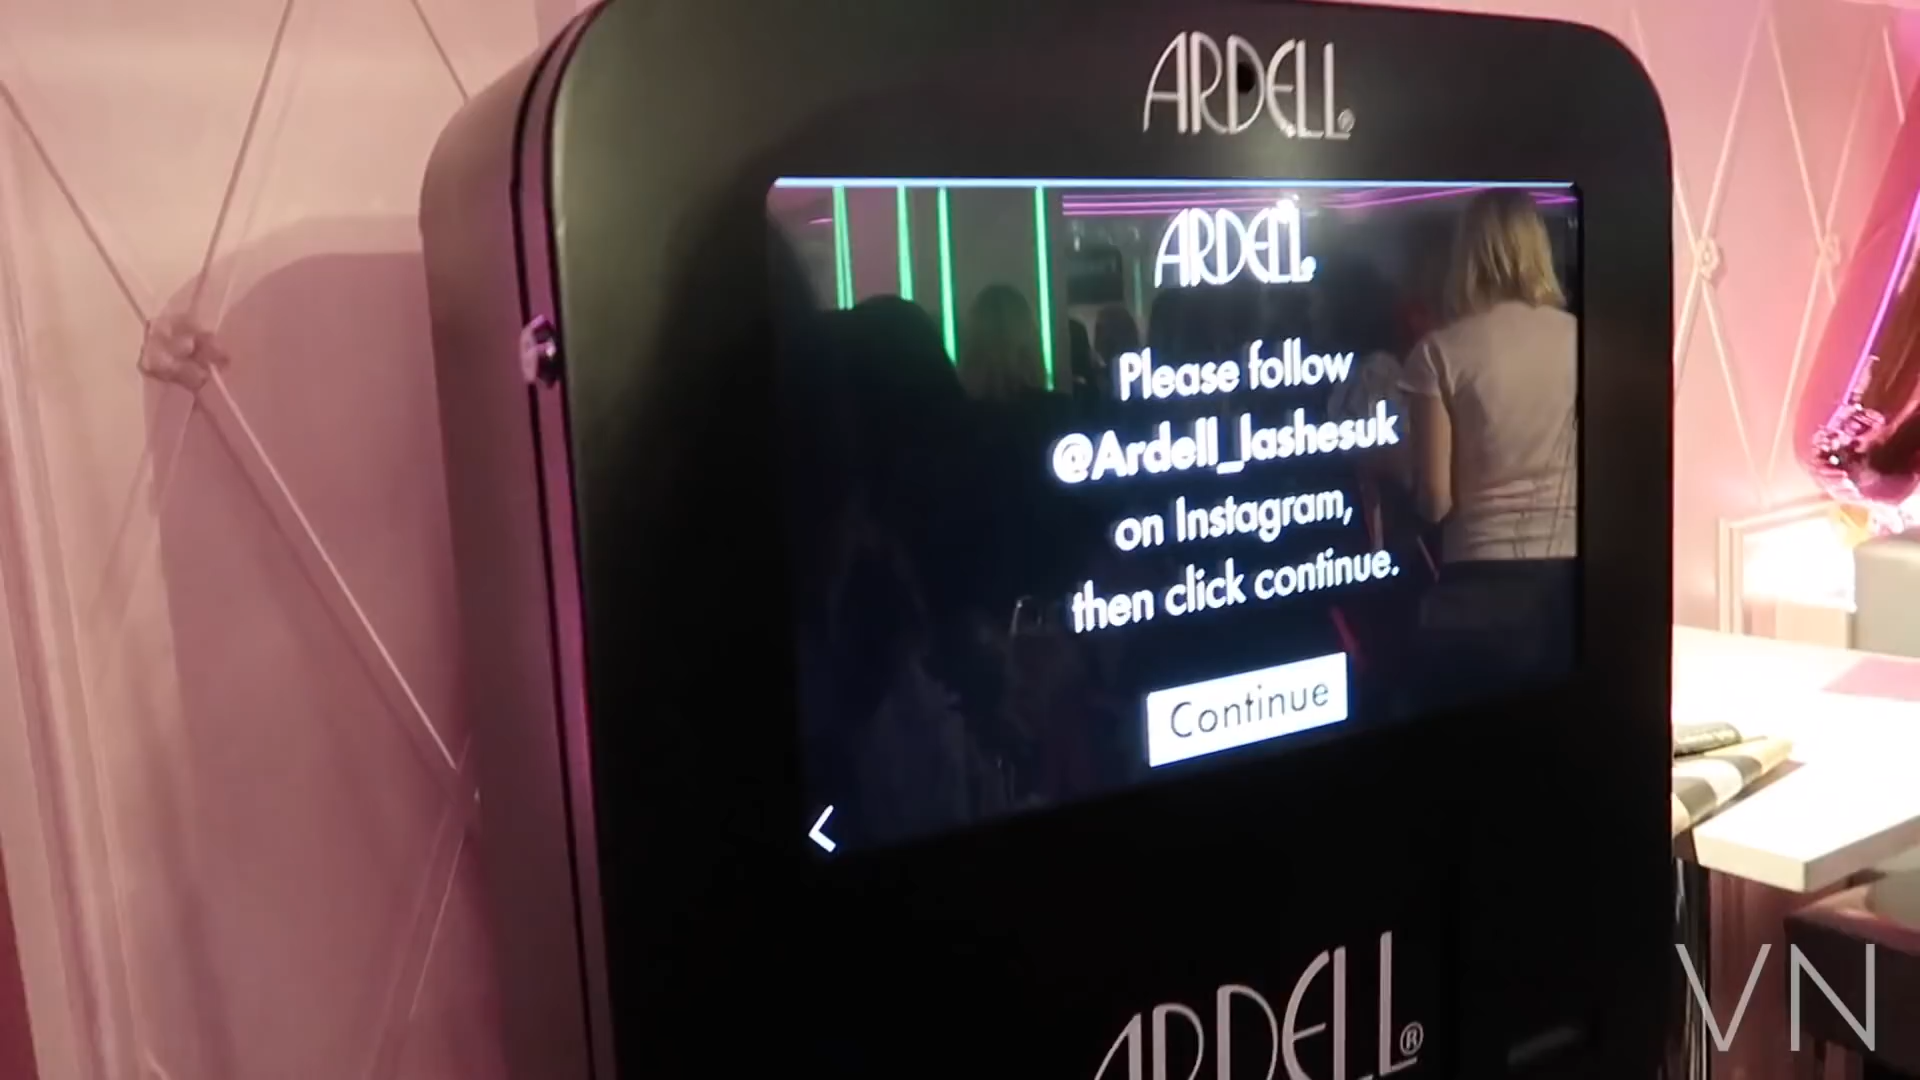 ARDELL®
ARDELL®
Please follow
@Ardell_lashesuk
on Instagram,
then click continue.
Continue
ARDELL®
VN